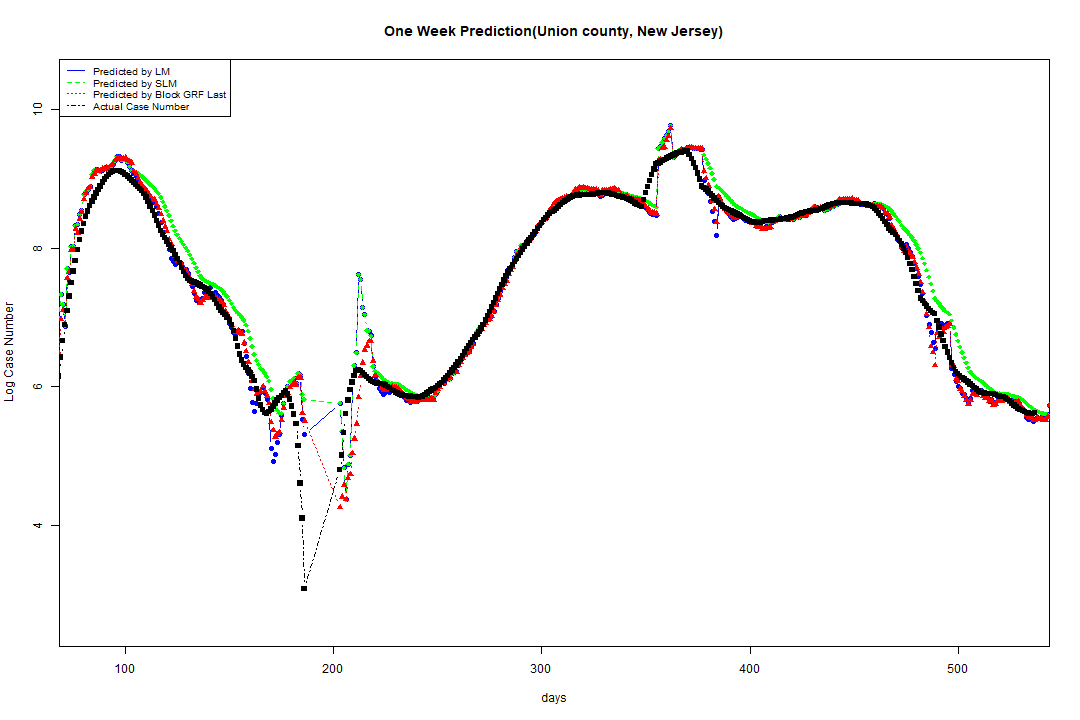 One Week Prediction(Union county, New Jersey)
Predicted by LM
Predicted by SLM
Predicted by Block GRF Last
Actual Case Number
10
8
6
4
Log Case Number
100 200 300 400 500
days